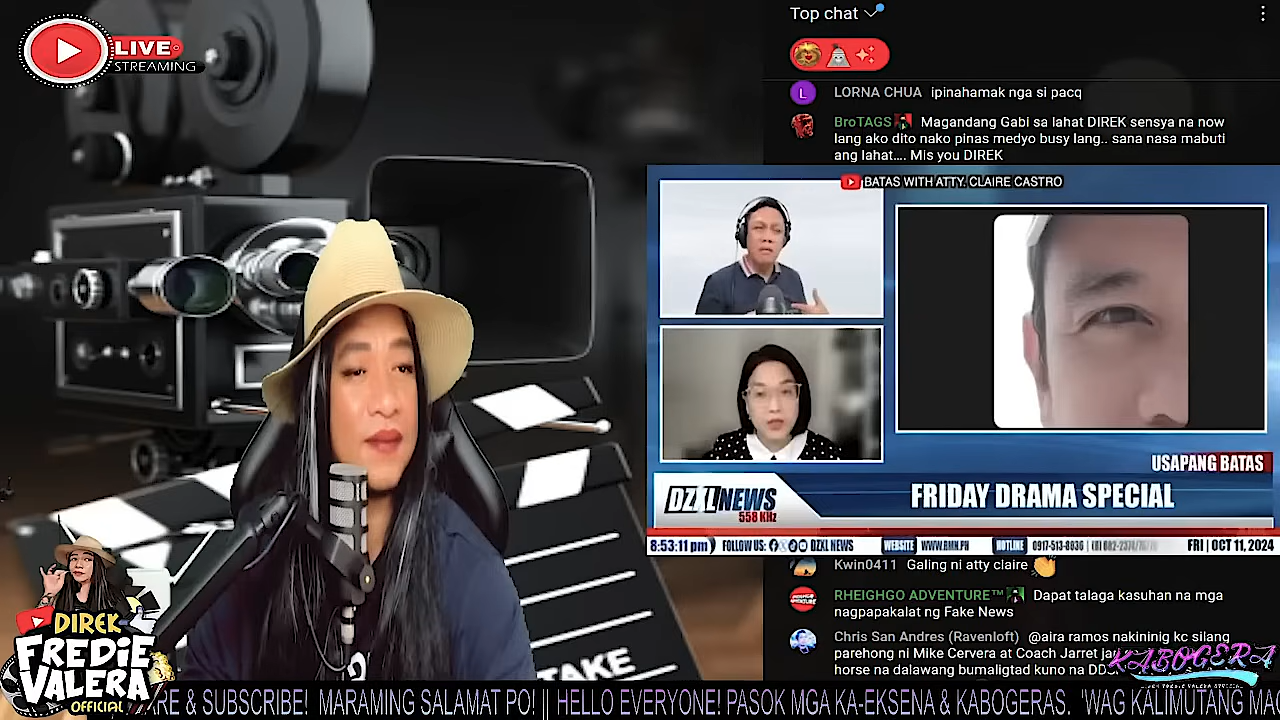 LIVE
STREAMING
Top chat
L LORNA CHUA ipinahamak nga si pacq
BroTAGS Magandang Gabi sa lahat DIREK sensya na now
lang ako dito nako pinas medyo busy lang.. sana nasa mabuti
ang lahat.... MIs you DIREK
BATAS WITH ATTY. CLAIRE CASTRO
USAPANG BATAS
DZXL NEWS
558 KHz
FRIDAY DRAMA SPECIAL
8:53:11 pm FOLLOW US: DZXL NEWS WEBSITE WWW.RMN.PH HOTLINE 0917-513-8836 FRI | OCT 11, 2024
Kwin0411 Galing ni atty claire
RHEIGHGO ADVENTURE™ Dapat talaga kasuhan na mga
nagpapakalat ng Fake News
Chris San Andres (Ravenloft) @aira ramos nakininig kc silang
parehong ni Mike Cervera at Coach Jarret
horse na dalawang bumaligtad kuno na
KABOGERA
DIREK
FREDIE
VALERA
OFFICIAL
TAKE
RE & SUBSCRIBE! MARAMING SALAMAT PO! || HELLO EVERYONE! PASOK MGA KA-EKSENA & KABOGERAS. 'WAG KALIMUTANG